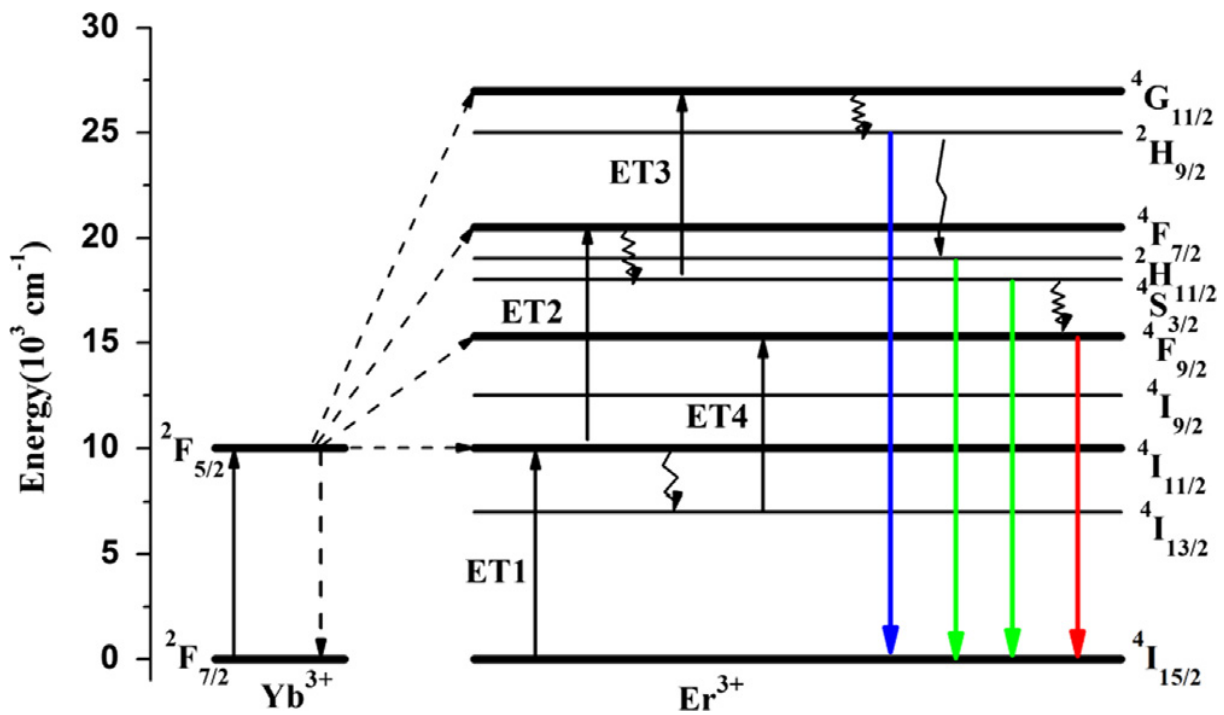 30
25
20
15
10
5
0
Energy(10³ cm⁻¹)
²F₅/₂
²F₇/₂
Yb³⁺
ET1
ET2
ET3
ET4
Er³⁺
⁴G₁₁/₂
²H₉/₂
⁴F₇/₂
²H₁₁/₂
⁴S₃/₂
⁴F₉/₂
⁴I₉/₂
⁴I₁₁/₂
⁴I₁₃/₂
⁴I₁₅/₂